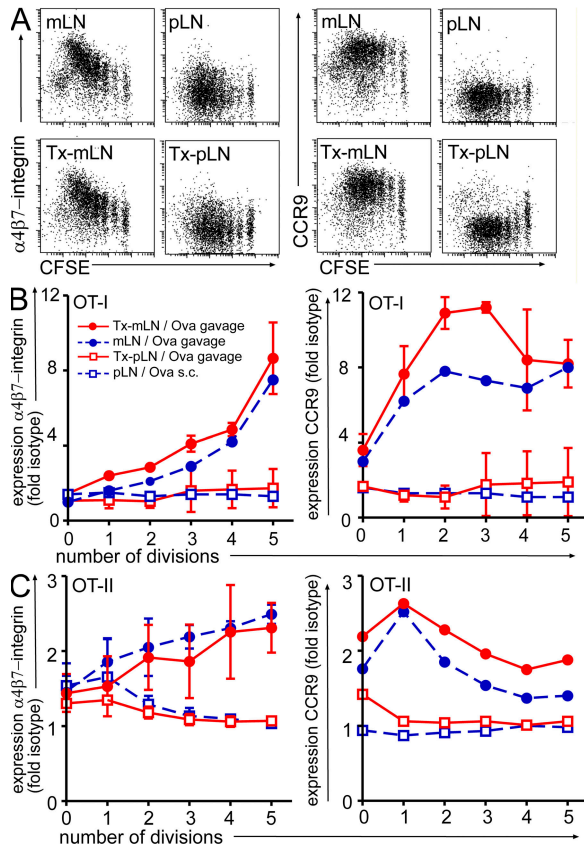 A
mLN
pLN
mLN
pLN
Tx-mLN
Tx-pLN
Tx-mLN
Tx-pLN
α4β7–integrin
CCR9
CFSE
CFSE
B
OT-I
Tx-mLN / Ova gavage
mLN / Ova gavage
Tx-pLN / Ova gavage
pLN / Ova s.c.
expression α4β7–integrin
(fold isotype)
12
8
4
0
0 1 2 3 4 5
number of divisions
OT-I
expression CCR9 (fold isotype)
12
8
4
0
0 1 2 3 4 5
C
OT-II
expression α4β7–integrin
(fold isotype)
3
2
1
0
0 1 2 3 4 5
number of divisions
OT-II
expression CCR9 (fold isotype)
3
2
1
0
0 1 2 3 4 5